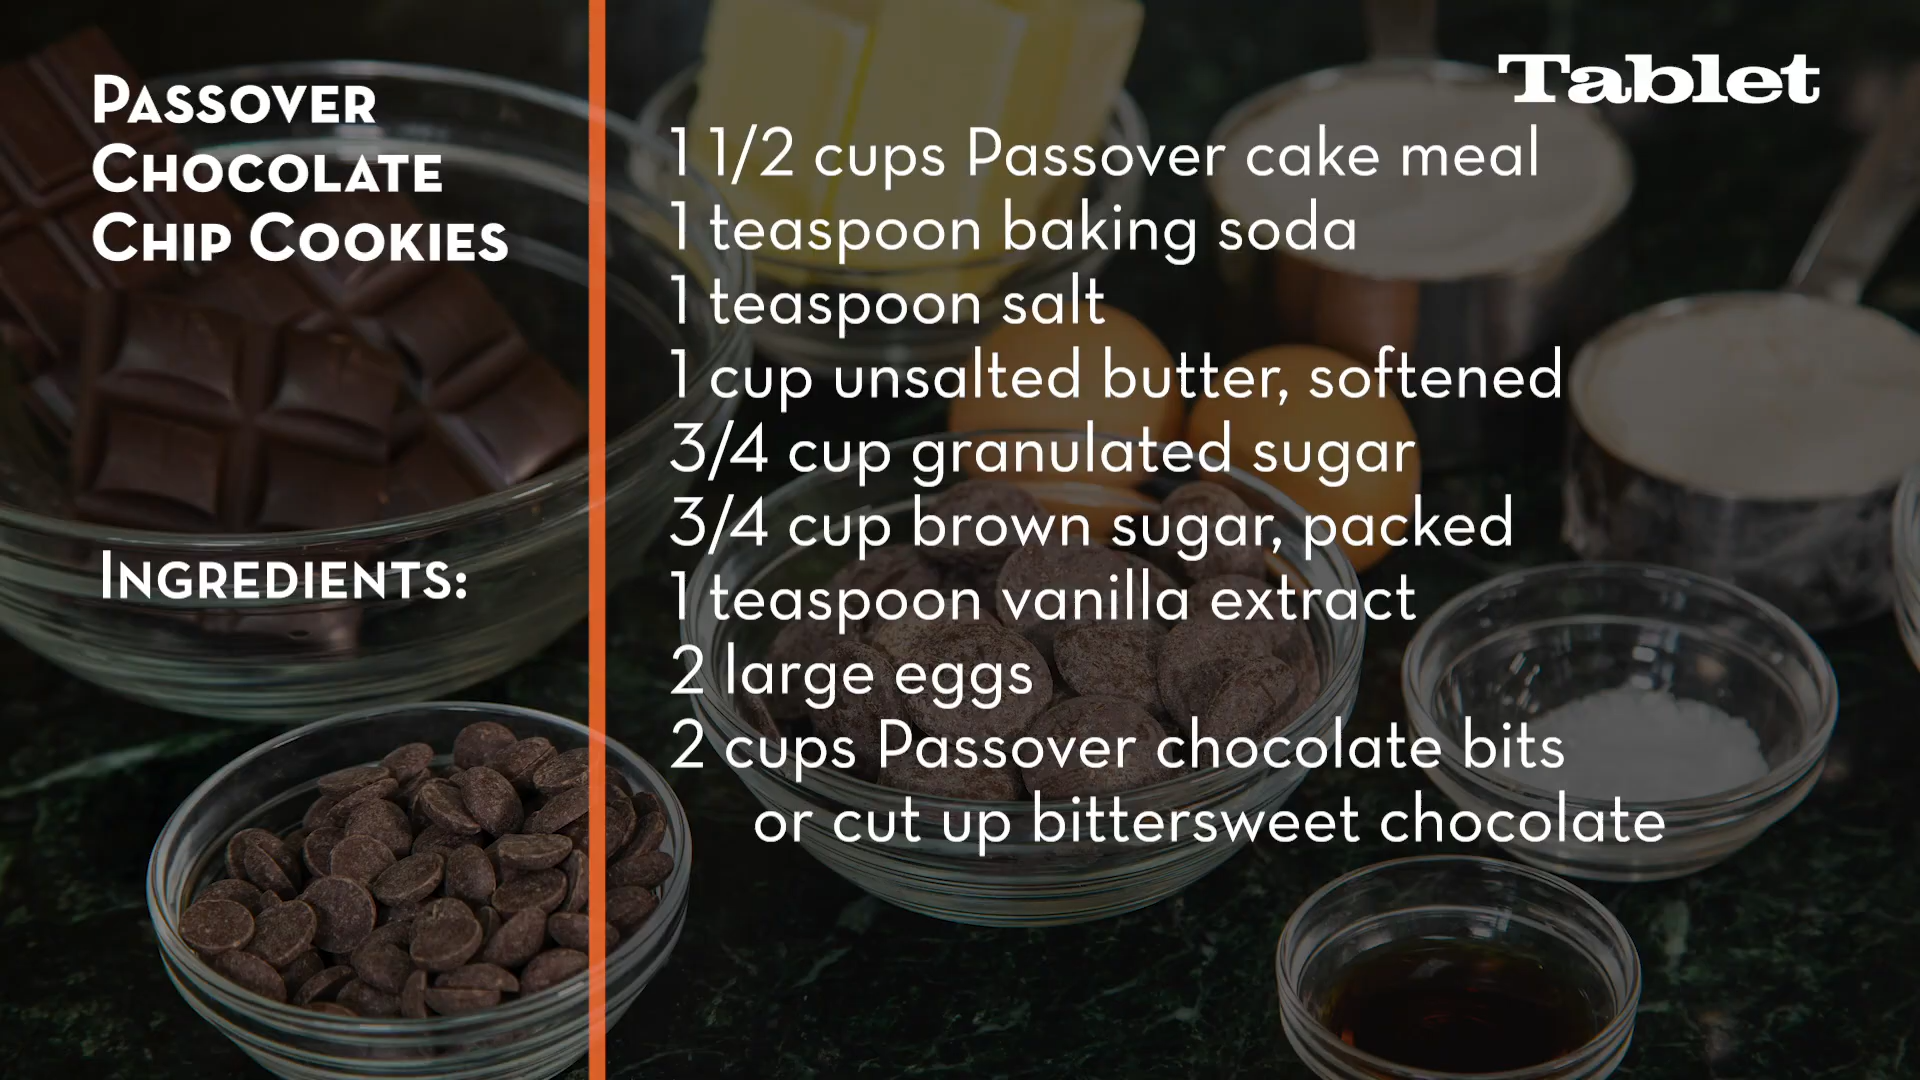 Passover
Chocolate
Chip Cookies
Ingredients:
Tablet
1 1/2 cups Passover cake meal
1 teaspoon baking soda
1 teaspoon salt
1 cup unsalted butter, softened
3/4 cup granulated sugar
3/4 cup brown sugar, packed
1 teaspoon vanilla extract
2 large eggs
2 cups Passover chocolate bits
or cut up bittersweet chocolate